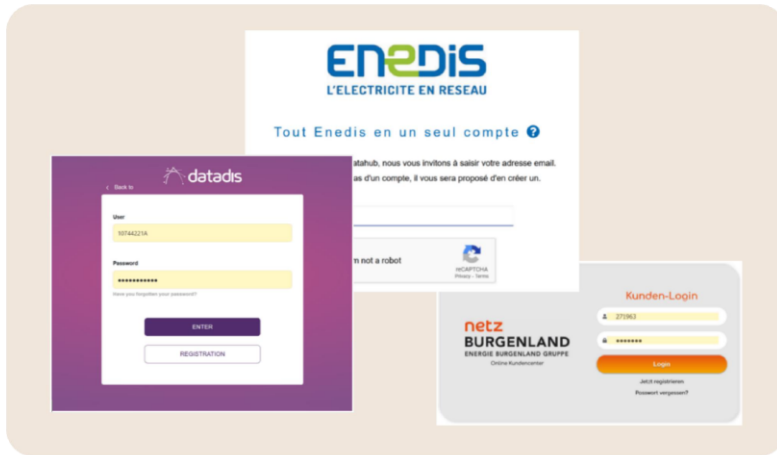 ENEDIS
L'ELECTRICITE EN RESEAU
Tout Enedis en un seul compte ?
atahub, nous vous invitons à saisir votre adresse email.
as d'un compte, il vous sera proposé d'en créer un.
m not a robot
reCAPTCHA
Privacy - Terms
datadis
Back to
User
10744221A
Password
Have you forgotten your password?
ENTER
REGISTRATION
netz
BURGENLAND
ENERGIE BURGENLAND GRUPPE
Online Kundencenter
Kunden-Login
271963
Login
Jetzt registrieren
Passwort vergessen?